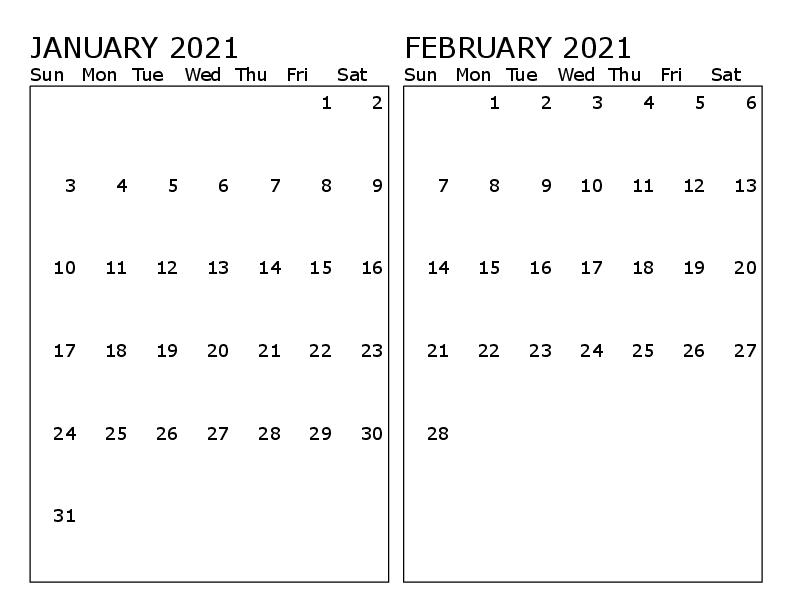 JANUARY 2021
Sun Mon Tue Wed Thu Fri Sat
1 2
3 4 5 6 7 8 9
10 11 12 13 14 15 16
17 18 19 20 21 22 23
24 25 26 27 28 29 30
31
FEBRUARY 2021
Sun Mon Tue Wed Thu Fri Sat
1 2 3 4 5 6
7 8 9 10 11 12 13
14 15 16 17 18 19 20
21 22 23 24 25 26 27
28